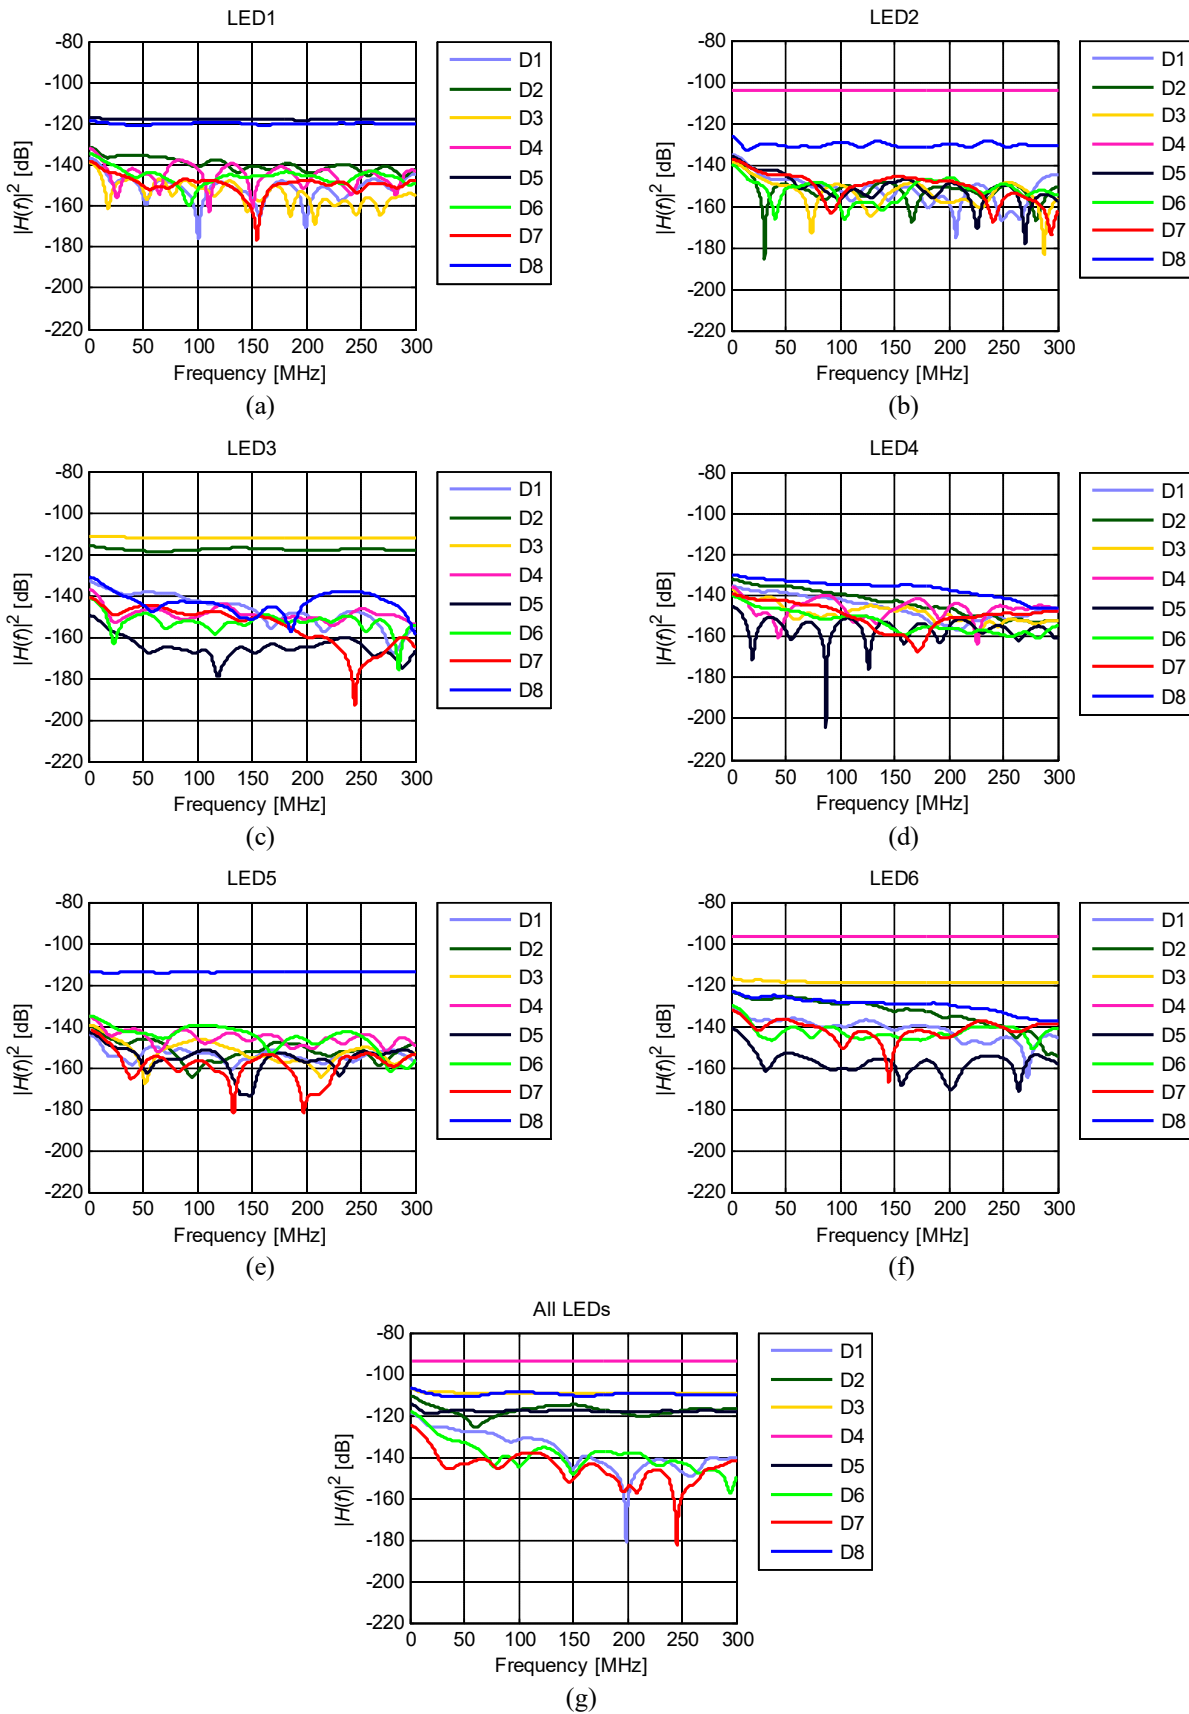 LED1
-80
-100
-120
-140
-160
-180
-200
-220
|H(f)|² [dB]
0 50 100 150 200 250 300
Frequency [MHz]
D1
D2
D3
D4
D5
D6
D7
D8
(a)
LED2
-80
-100
-120
-140
-160
-180
-200
-220
|H(f)|² [dB]
0 50 100 150 200 250 300
Frequency [MHz]
D1
D2
D3
D4
D5
D6
D7
D8
(b)
LED3
-80
-100
-120
-140
-160
-180
-200
-220
|H(f)|² [dB]
0 50 100 150 200 250 300
Frequency [MHz]
D1
D2
D3
D4
D5
D6
D7
D8
(c)
LED4
-80
-100
-120
-140
-160
-180
-200
-220
|H(f)|² [dB]
0 50 100 150 200 250 300
Frequency [MHz]
D1
D2
D3
D4
D5
D6
D7
D8
(d)
LED5
-80
-100
-120
-140
-160
-180
-200
-220
|H(f)|² [dB]
0 50 100 150 200 250 300
Frequency [MHz]
D1
D2
D3
D4
D5
D6
D7
D8
(e)
LED6
-80
-100
-120
-140
-160
-180
-200
-220
|H(f)|² [dB]
0 50 100 150 200 250 300
Frequency [MHz]
D1
D2
D3
D4
D5
D6
D7
D8
(f)
All LEDs
-80
-100
-120
-140
-160
-180
-200
-220
|H(f)|² [dB]
0 50 100 150 200 250 300
Frequency [MHz]
D1
D2
D3
D4
D5
D6
D7
D8
(g)